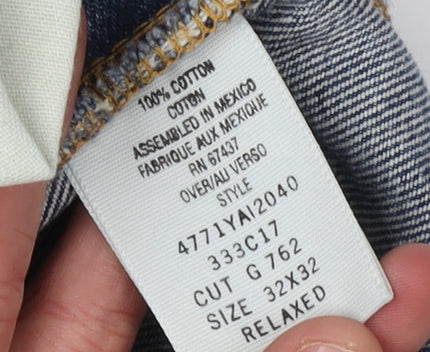 100% COTTON
COTON
ASSEMBLED IN MEXICO
FABRIQUE AUX MEXIQUE
RN 67437
OVER/AU VERSO
STYLE
4771YAI2040
333C17
CUT G 762
SIZE 32X32
RELAXED